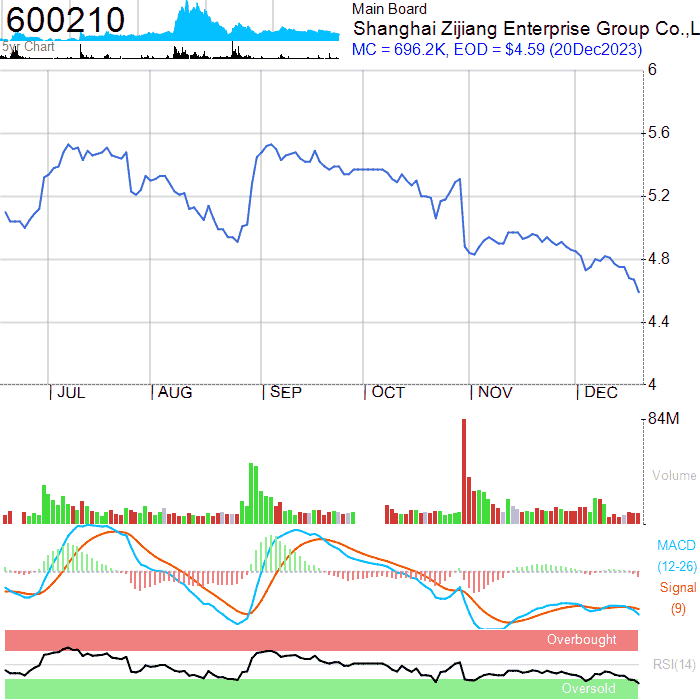 600210
5yr Chart
Main Board
Shanghai Zijiang Enterprise Group Co.,L
MC = 696.2K, EOD = $4.59 (20Dec2023)
6
5.6
5.2
4.8
4.4
4
JUL AUG SEP OCT NOV DEC
84M
Volume
MACD
(12-26)
Signal
(9)
Overbought
RSI(14)
Oversold